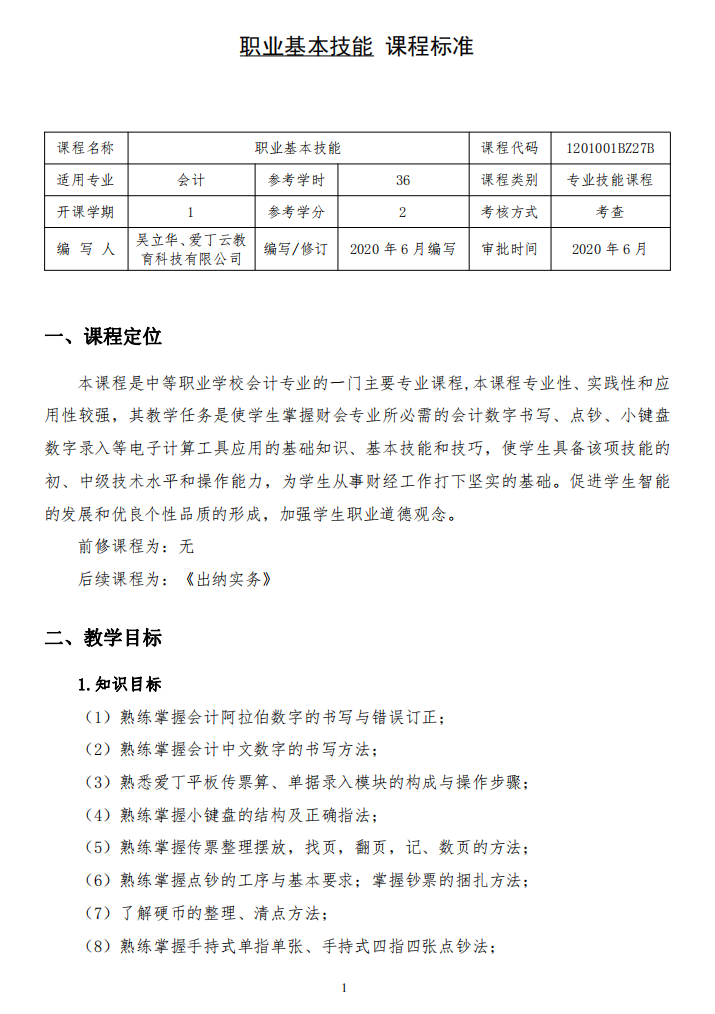 职业基本技能 课程标准
课程名称 职业基本技能 课程代码 1201001BZ27B
适用专业 会计 参考学时 36 课程类别 专业技能课程
开课学期 1 参考学分 2 考核方式 考查
编 写 人 吴立华、爱丁云教育科技有限公司 编写/修订 2020 年 6 月编写 审批时间 2020 年 6 月
一、课程定位
本课程是中等职业学校会计专业的一门主要专业课程,本课程专业性、实践性和应
用性较强，其教学任务是使学生掌握财会专业所必需的会计数字书写、点钞、小键盘
数字录入等电子计算工具应用的基础知识、基本技能和技巧，使学生具备该项技能的
初、中级技术水平和操作能力，为学生从事财经工作打下坚实的基础。促进学生智能
的发展和优良个性品质的形成，加强学生职业道德观念。
前修课程为：无
后续课程为：《出纳实务》
二、教学目标
1.知识目标
（1）熟练掌握会计阿拉伯数字的书写与错误订正；
（2）熟练掌握会计中文数字的书写方法；
（3）熟悉爱丁平板传票算、单据录入模块的构成与操作步骤；
（4）熟练掌握小键盘的结构及正确指法；
（5）熟练掌握传票整理摆放，找页，翻页，记、数页的方法；
（6）熟练掌握点钞的工序与基本要求；掌握钞票的捆扎方法；
（7）了解硬币的整理、清点方法；
（8）熟练掌握手持式单指单张、手持式四指四张点钞法；
1